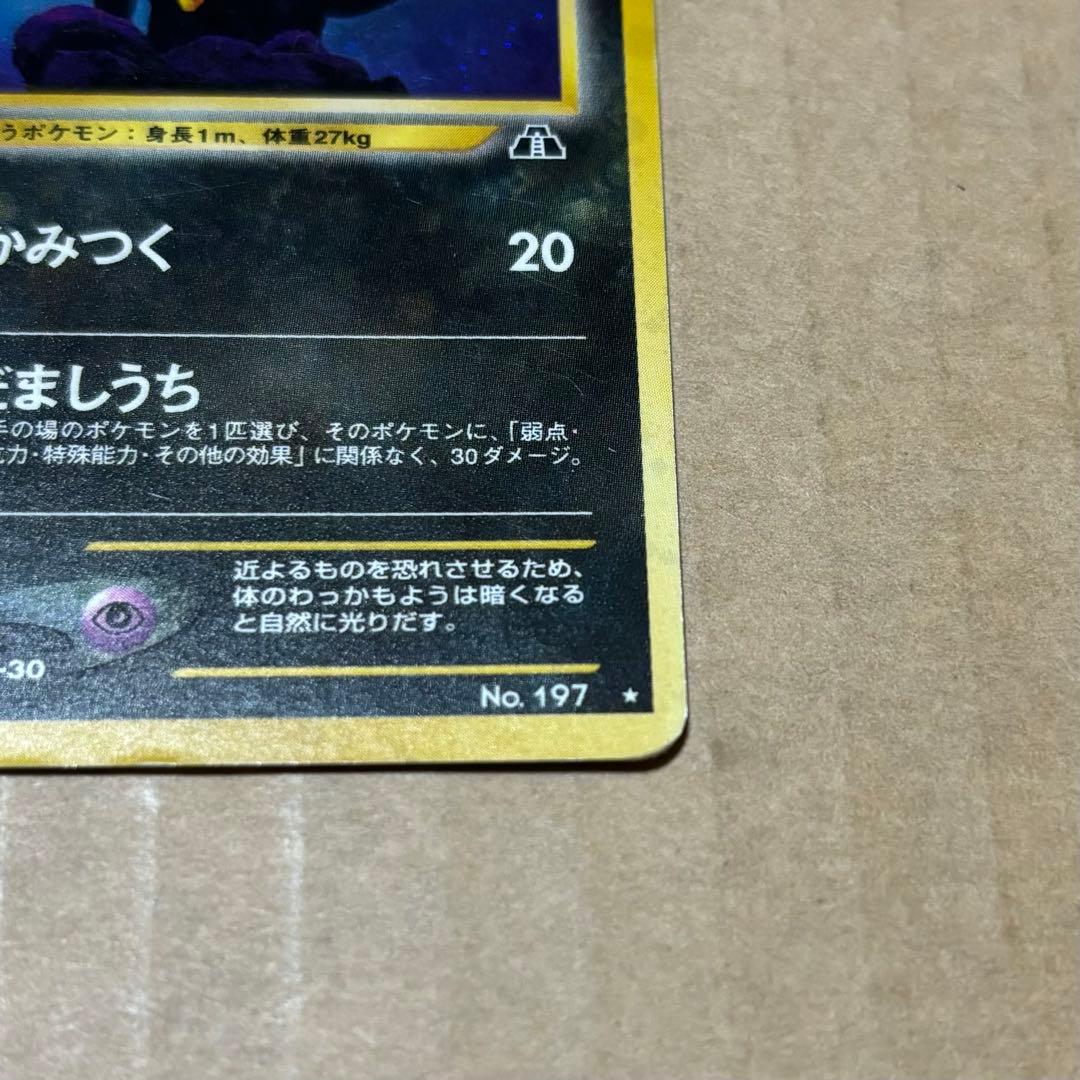 うポケモン：身長1m、体重27kg
かみつく 20
だましうち
手の場のポケモンを1匹選び、そのポケモンに、「弱点・
力・特殊能力・その他の効果」に関係なく、30ダメージ。
近よるものを恐れさせるため、
体のわっかもようは暗くなる
と自然に光りだす。
-30
No. 197 ★